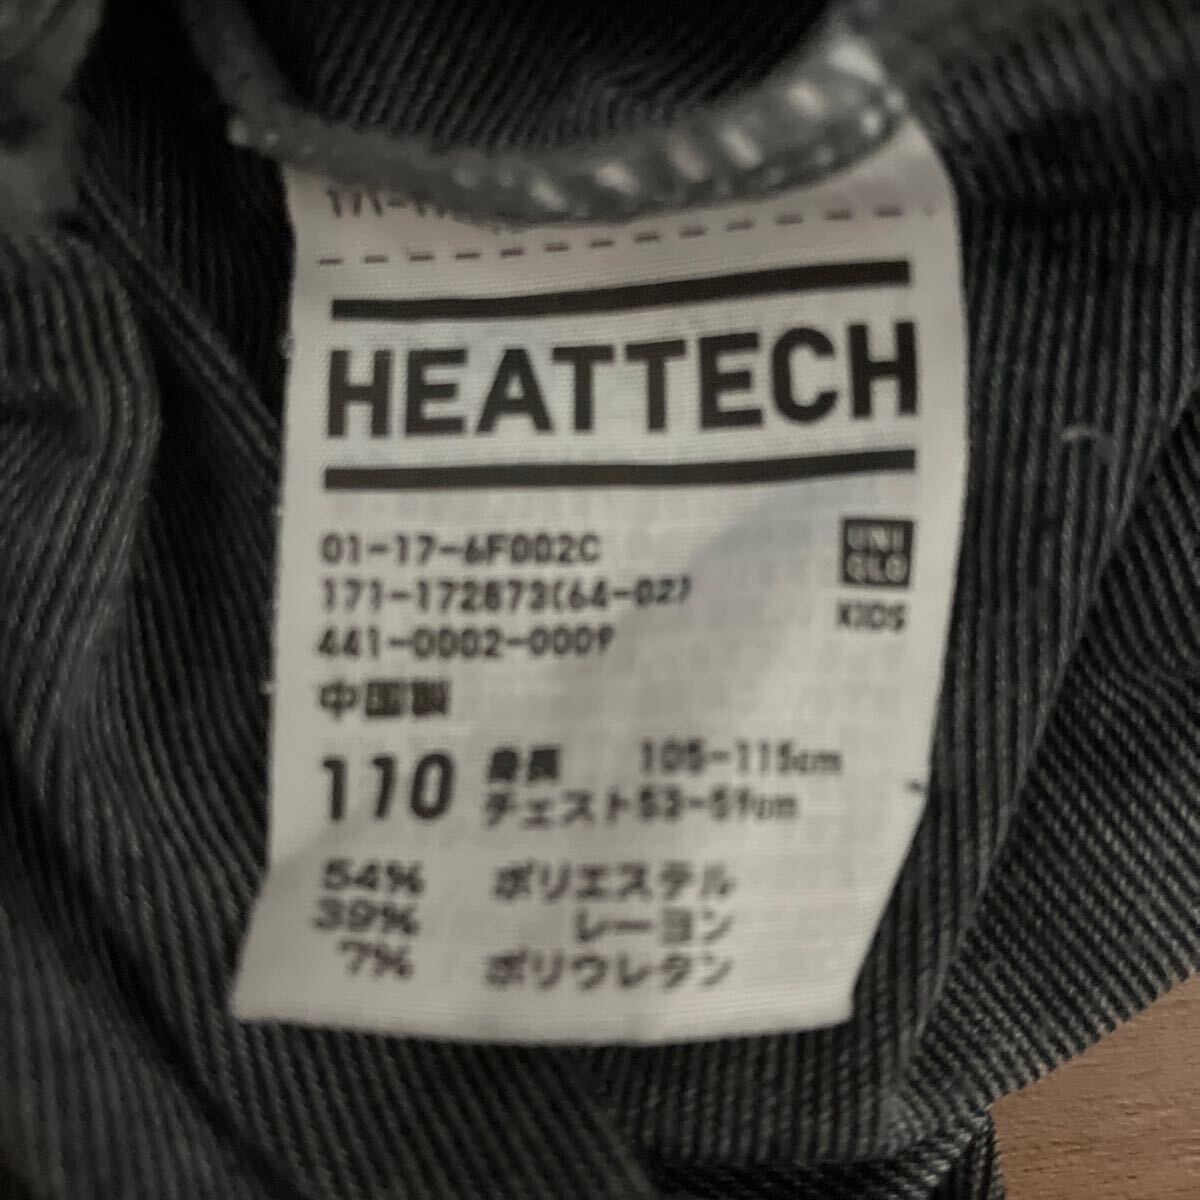 HEATTECH
01-17-6F002C
171-172873(64-02)
441-0002-0009
UNI
QLO
KIDS
中国製
110
身長 105-115cm
チェスト53-59cm
54% ポリエステル
39% レーヨン
7% ポリウレタン